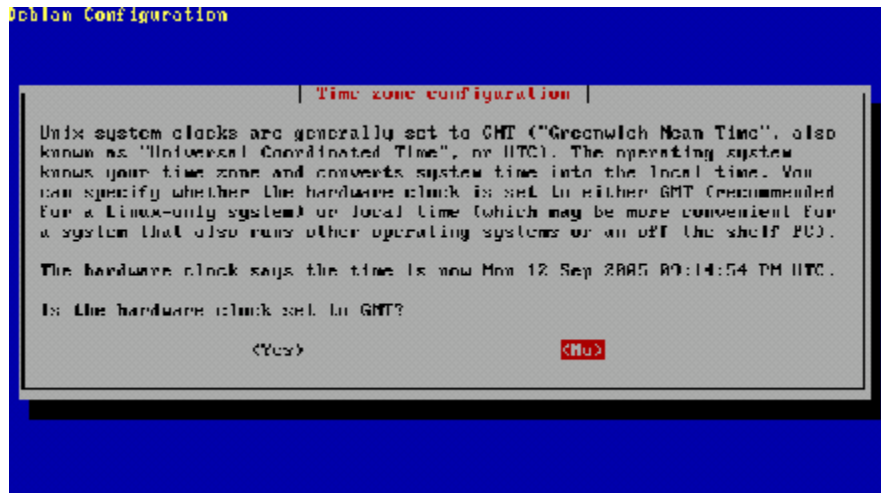 Debian Configuration
Time zone configuration
Unix system clocks are generally set to GMT ("Greenwich Mean Time", also
known as "Universal Coordinated Time", or UTC). The operating system
knows your time zone and converts system time into the local time. You
can specify whether the hardware clock is set to either GMT (recommended
for a Linux-only system) or local time (which may be more convenient for
a system that also runs other operating systems or an off the shelf PC).
The hardware clock says the time is now Mon 12 Sep 2005 09:14:54 PM UTC.
Is the hardware clock set to GMT?
<Yes> <No>